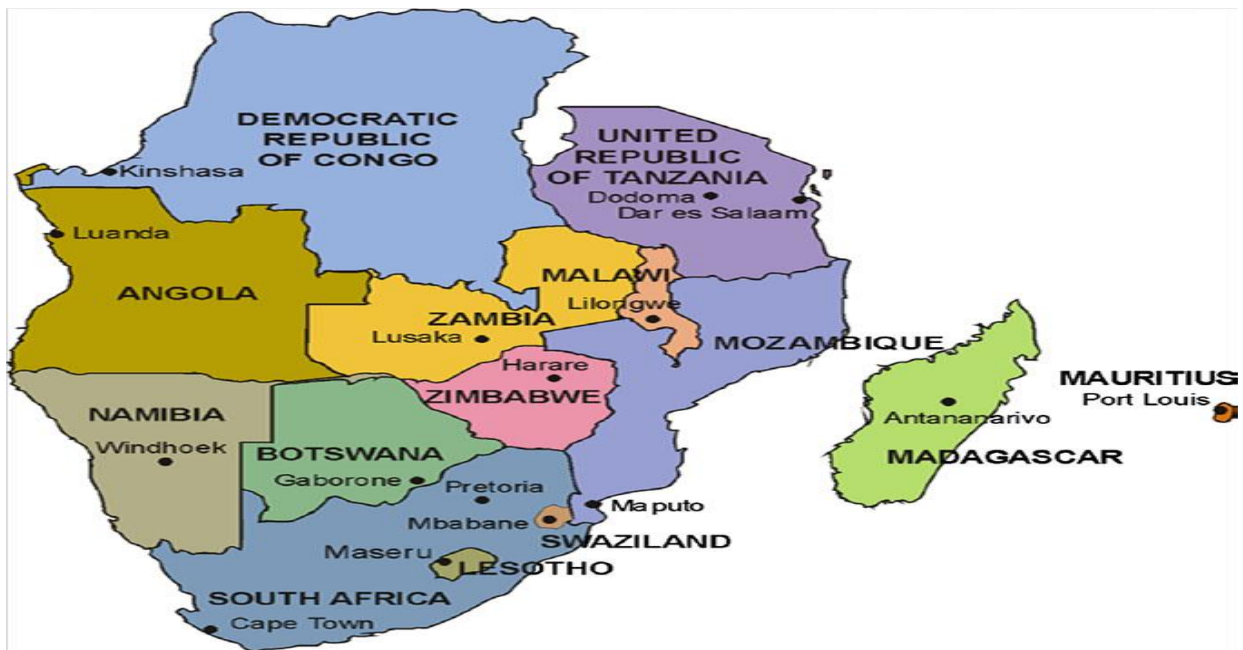 DEMOCRATIC
REPUBLIC
OF CONGO
Kinshasa
UNITED
REPUBLIC
OF TANZANIA
Dodoma
Dar es Salaam
Luanda
ANGOLA
MALAWI
Lilongwe
ZAMBIA
Lusaka
MOZAMBIQUE
Harare
ZIMBABWE
MAURITIUS
Port Louis
NAMIBIA
Windhoek
Antananarivo
MADAGASCAR
BOTSWANA
Gaborone
Pretoria
Maputo
Mbabane
SWAZILAND
Maseru
LESOTHO
SOUTH AFRICA
Cape Town